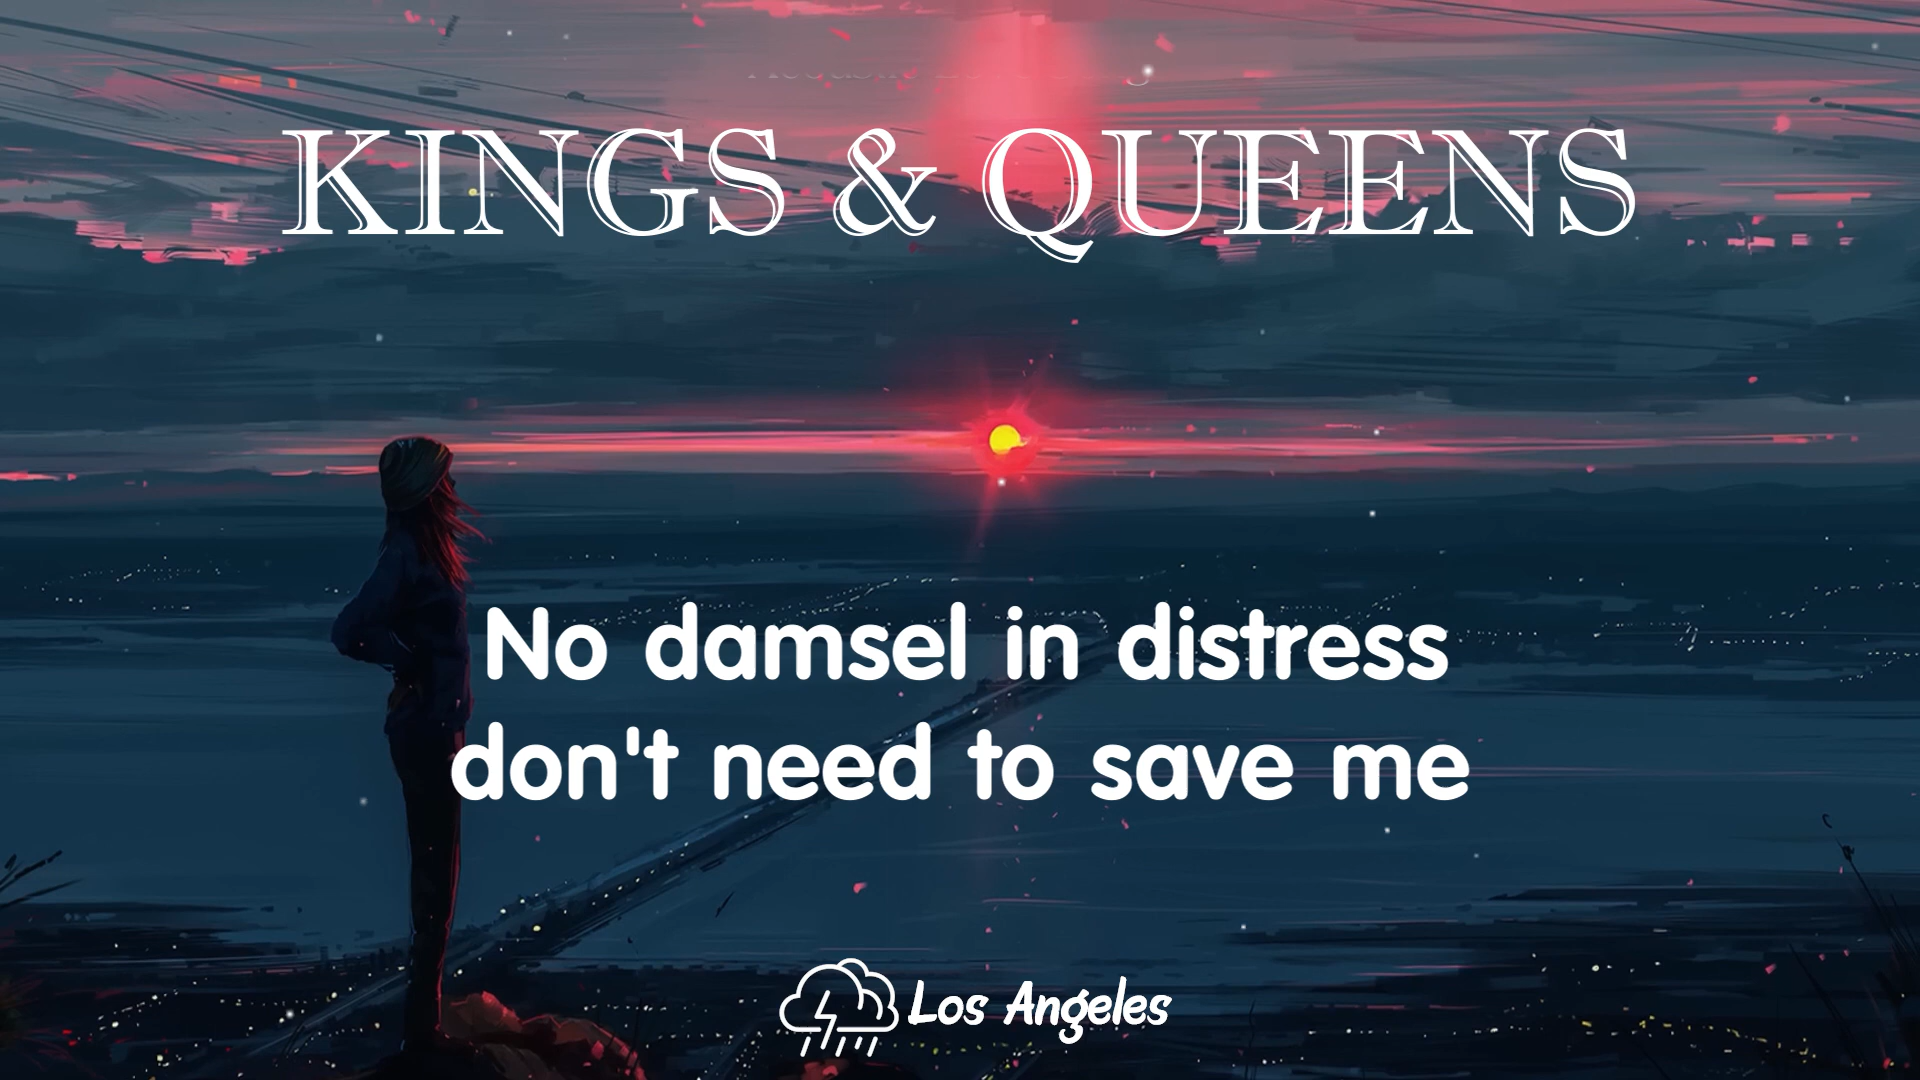 KINGS & QUEENS
No damsel in distress
don't need to save me
Los Angeles